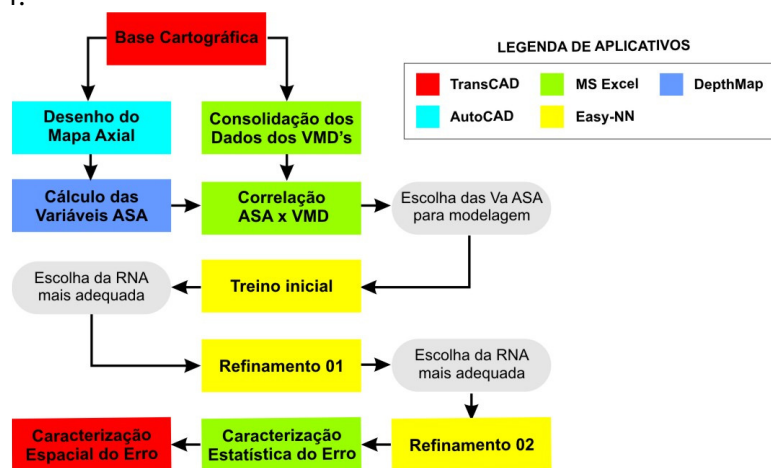 Base Cartográfica
LEGENDA DE APLICATIVOS
TransCAD
MS Excel
DepthMap
AutoCAD
Easy-NN
Desenho do
Mapa Axial
Consolidação dos
Dados dos VMD's
Cálculo das
Variáveis ASA
Correlação
ASA x VMD
Escolha das Va ASA
para modelagem
Escolha da RNA
mais adequada
Treino inicial
Refinamento 01
Escolha da RNA
mais adequada
Caracterização
Espacial do Erro
Caracterização
Estatística do Erro
Refinamento 02